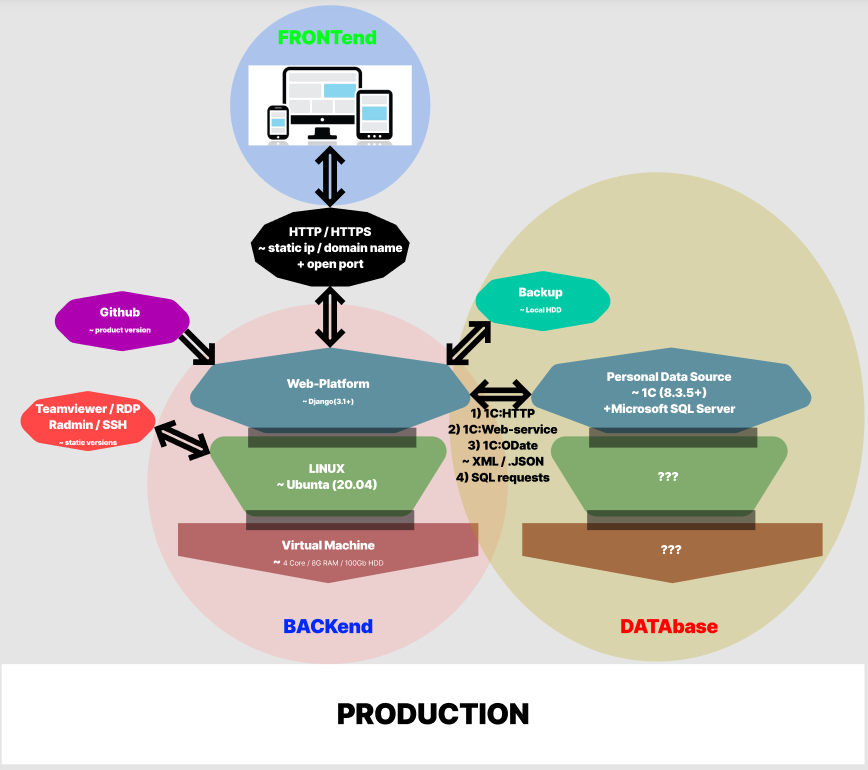 FRONTend
HTTP / HTTPS
~ static ip / domain name
+ open port
Github
~ product version
Backup
~ Local HDD
Teamviewer / RDP
Radmin / SSH
~ static versions
Web-Platform
~ Django(3.1+)
1) 1C:HTTP
2) 1C:Web-service
3) 1C:OData
~ XML / .JSON
4) SQL requests
Personal Data Source
~ 1C (8.3.5+)
+Microsoft SQL Server
LINUX
~ Ubunta (20.04)
???
Virtual Machine
~ 4 Core / 8G RAM / 100Gb HDD
???
BACKend
DATAbase
PRODUCTION